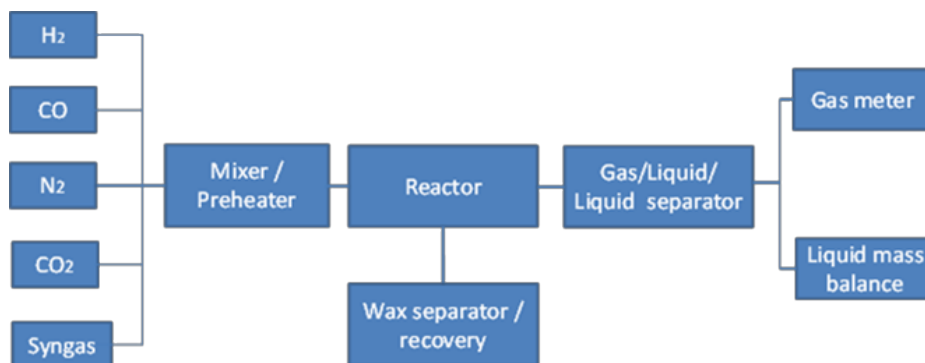 H₂
CO
N₂
CO₂
Syngas
Mixer /
Preheater
Reactor
Wax separator /
recovery
Gas/Liquid/
Liquid separator
Gas meter
Liquid mass
balance